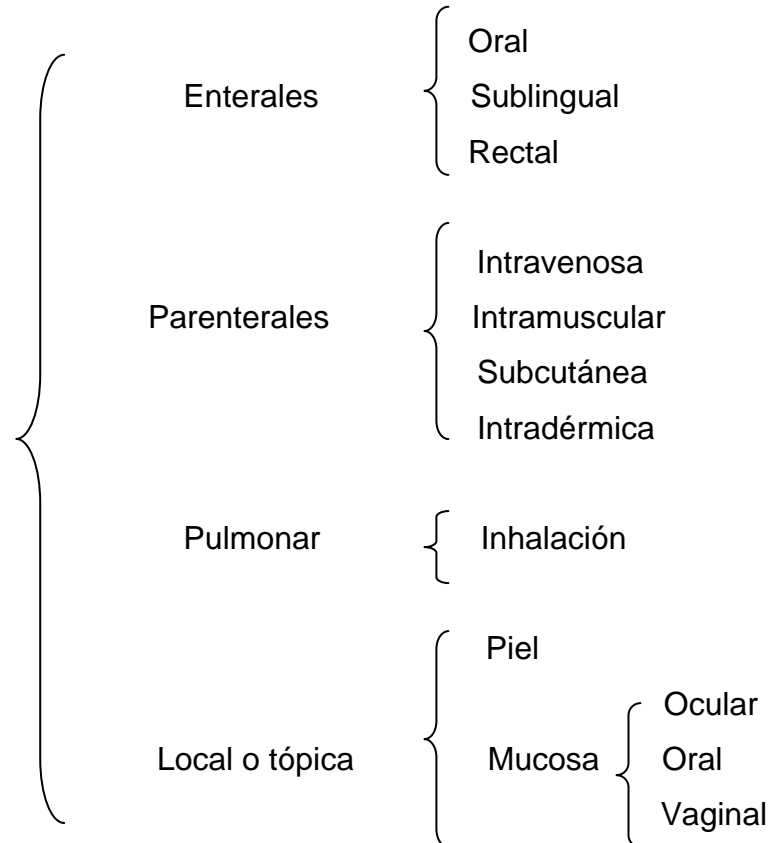 Enterales
Oral
Sublingual
Rectal
Parenterales
Intravenosa
Intramuscular
Subcutánea
Intradérmica
Pulmonar
Inhalación
Local o tópica
Piel
Mucosa
Ocular
Oral
Vaginal